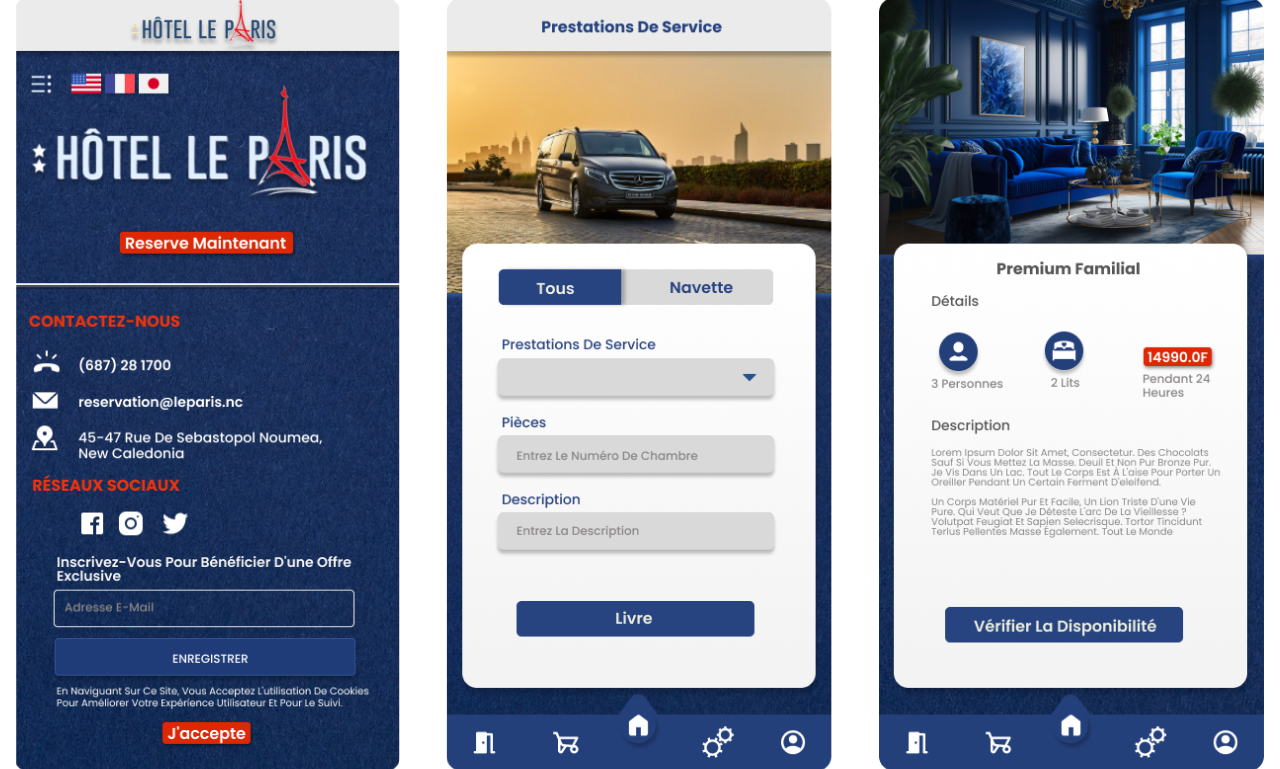 HÔTEL LE PARIS
HÔTEL LE PARIS
Reserve Maintenant
CONTACTEZ-NOUS
(687) 28 1700
reservation@leparis.nc
45-47 Rue De Sebastopol Noumea,
New Caledonia
RÉSEAUX SOCIAUX
Inscrivez-Vous Pour Bénéficier D'une Offre
Exclusive
Adresse E-Mail
ENREGISTRER
En Naviguant Sur Ce Site, Vous Acceptez L'utilisation De Cookies
Pour Améliorer Votre Expérience Utilisateur Et Pour Le Suivi.
J'accepte
Prestations De Service
Tous
Navette
Prestations De Service
Pièces
Entrez Le Numéro De Chambre
Description
Entrez La Description
Livre
Premium Familial
Détails
3 Personnes
2 Lits
14990.0F
Pendant 24
Heures
Description
Lorem Ipsum Dolor Sit Amet, Consectetur. Des Chocolats
Sauf Si Vous Mettez La Masse. Deuil Et Non Pur Bronze Pur.
Je Vis Dans Un Lac. Tout Le Corps Est À L'aise Pour Porter Un
Oreiller Pendant Un Certain Ferment D'eleifend.
Un Corps Matériel Pur Et Facile, Un Lion Triste D'une Vie
Pure. Qui Veut Que Je Déteste L'arc De La Vieillesse ?
Volutpat Feugiat Et Sapien Selecrisque. Tortor Tincidunt
Terlus Pellentes Masse Egalement. Tout Le Monde
Vérifier La Disponibilité